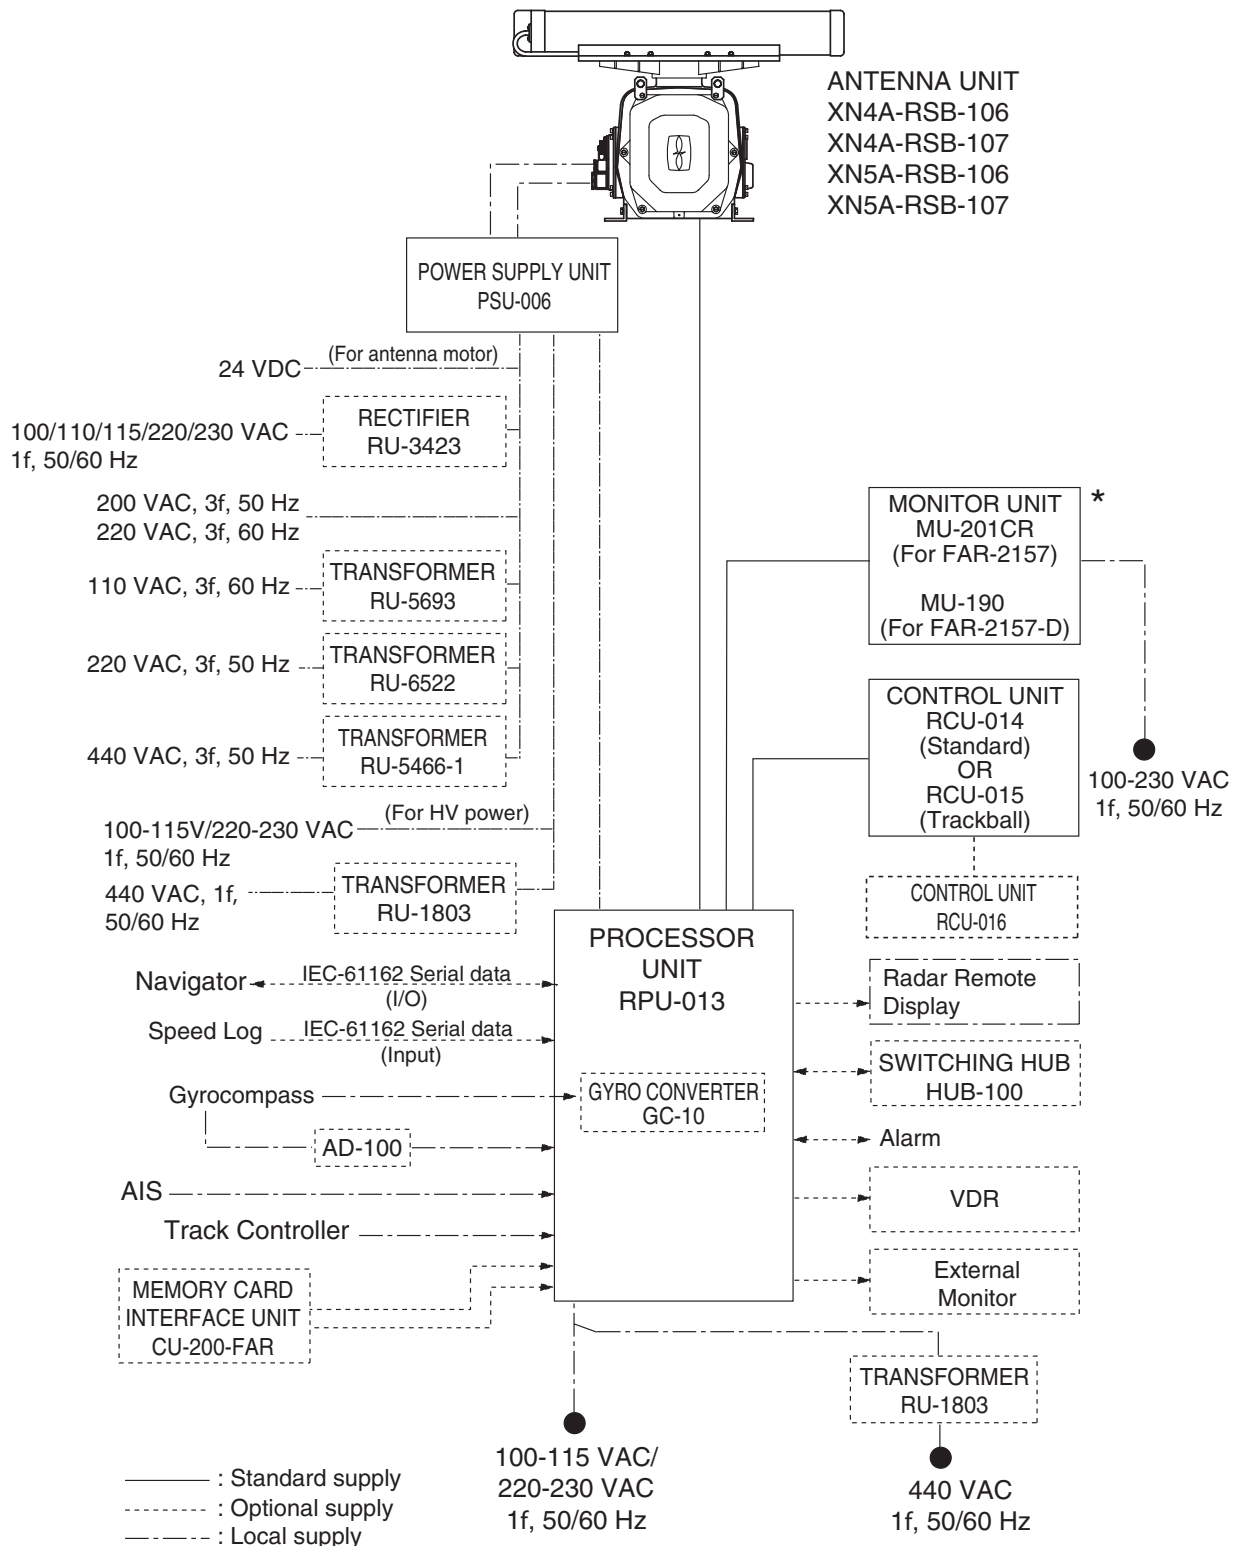 ANTENNA UNIT
XN4A-RSB-106
XN4A-RSB-107
XN5A-RSB-106
XN5A-RSB-107
POWER SUPPLY UNIT
PSU-006
(For antenna motor)
24 VDC
RECTIFIER
RU-3423
100/110/115/220/230 VAC
1f, 50/60 Hz
200 VAC, 3f, 50 Hz
220 VAC, 3f, 60 Hz
110 VAC, 3f, 60 Hz
TRANSFORMER
RU-5693
220 VAC, 3f, 50 Hz
TRANSFORMER
RU-6522
440 VAC, 3f, 50 Hz
TRANSFORMER
RU-5466-1
(For HV power)
100-115V/220-230 VAC
1f, 50/60 Hz
440 VAC, 1f,
50/60 Hz
TRANSFORMER
RU-1803
MONITOR UNIT
MU-201CR
(For FAR-2157)
MU-190
(For FAR-2157-D)
*
CONTROL UNIT
RCU-014
(Standard)
OR
RCU-015
(Trackball)
100-230 VAC
1f, 50/60 Hz
CONTROL UNIT
RCU-016
PROCESSOR
UNIT
RPU-013
Navigator
IEC-61162 Serial data
(I/O)
Speed Log
IEC-61162 Serial data
(Input)
Gyrocompass
GYRO CONVERTER
GC-10
AD-100
AIS
Track Controller
MEMORY CARD
INTERFACE UNIT
CU-200-FAR
Radar Remote
Display
SWITCHING HUB
HUB-100
Alarm
VDR
External
Monitor
TRANSFORMER
RU-1803
100-115 VAC/
220-230 VAC
1f, 50/60 Hz
440 VAC
1f, 50/60 Hz
: Standard supply
: Optional supply
: Local supply